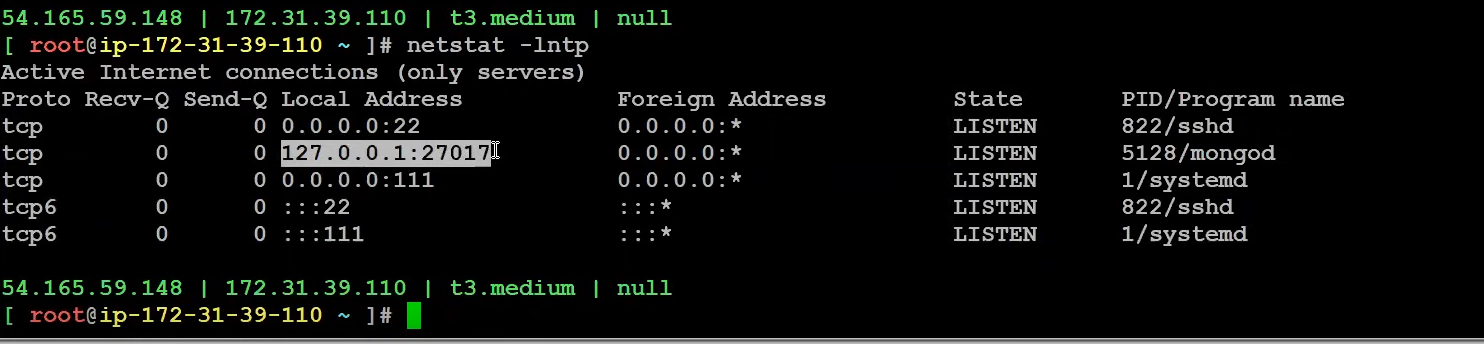 54.165.59.148 | 172.31.39.110 | t3.medium | null
[ root@ip-172-31-39-110 ~ ]# netstat -lntp
Active Internet connections (only servers)
Proto Recv-Q Send-Q Local Address           Foreign Address         State       PID/Program name
tcp        0      0 0.0.0.0:22              0.0.0.0:*               LISTEN      822/sshd
tcp        0      0 127.0.0.1:27017         0.0.0.0:*               LISTEN      5128/mongod
tcp        0      0 0.0.0.0:111             0.0.0.0:*               LISTEN      1/systemd
tcp6       0      0 :::22                   :::*                    LISTEN      822/sshd
tcp6       0      0 :::111                  :::*                    LISTEN      1/systemd
54.165.59.148 | 172.31.39.110 | t3.medium | null
[ root@ip-172-31-39-110 ~ ]#